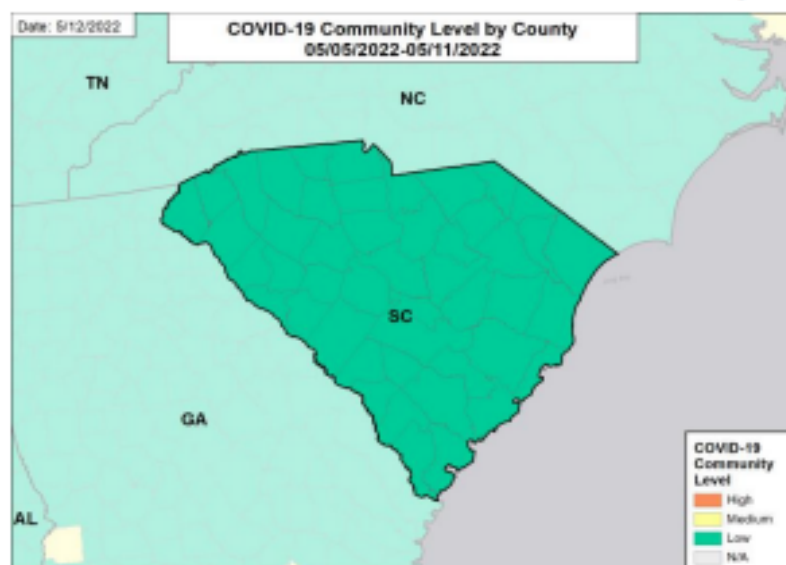 Date: 5/12/2022
COVID-19 Community Level by County
05/05/2022-05/11/2022
TN
NC
SC
GA
AL
COVID-19
Community
Level
High
Medium
Low
N/A